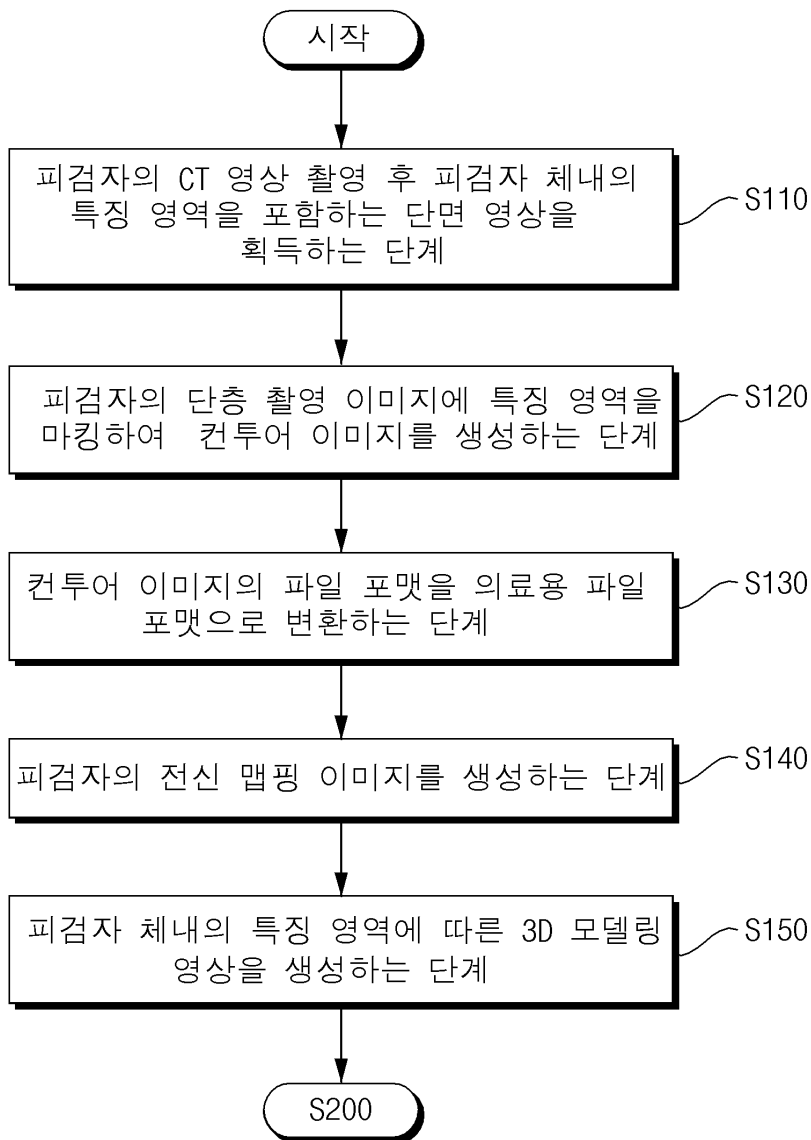 시작
피검자의 CT 영상 촬영 후 피검자 체내의
특징 영역을 포함하는 단면 영상을
획득하는 단계
S110
피검자의 단층 촬영 이미지에 특징 영역을
마킹하여 컨투어 이미지를 생성하는 단계
S120
컨투어 이미지의 파일 포맷을 의료용 파일
포맷으로 변환하는 단계
S130
피검자의 전신 맵핑 이미지를 생성하는 단계
S140
피검자 체내의 특징 영역에 따른 3D 모델링
영상을 생성하는 단계
S150
S200